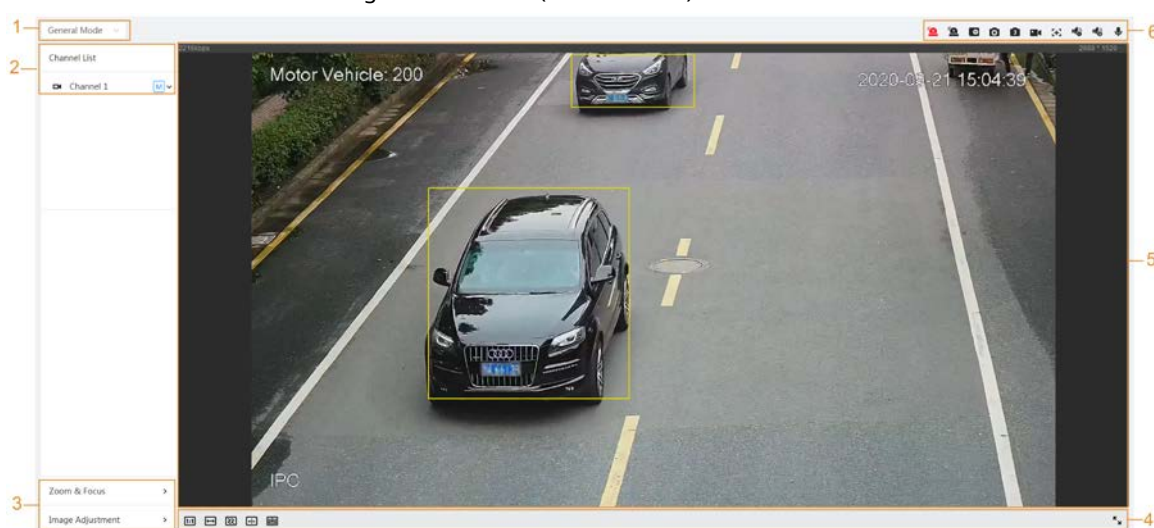 1
General Mode
6
2
Channel List
Channel 1
M
Motor Vehicle: 200
2020-03-21 15:04:39
5
IPC
3
Zoom & Focus
Image Adjustment
4